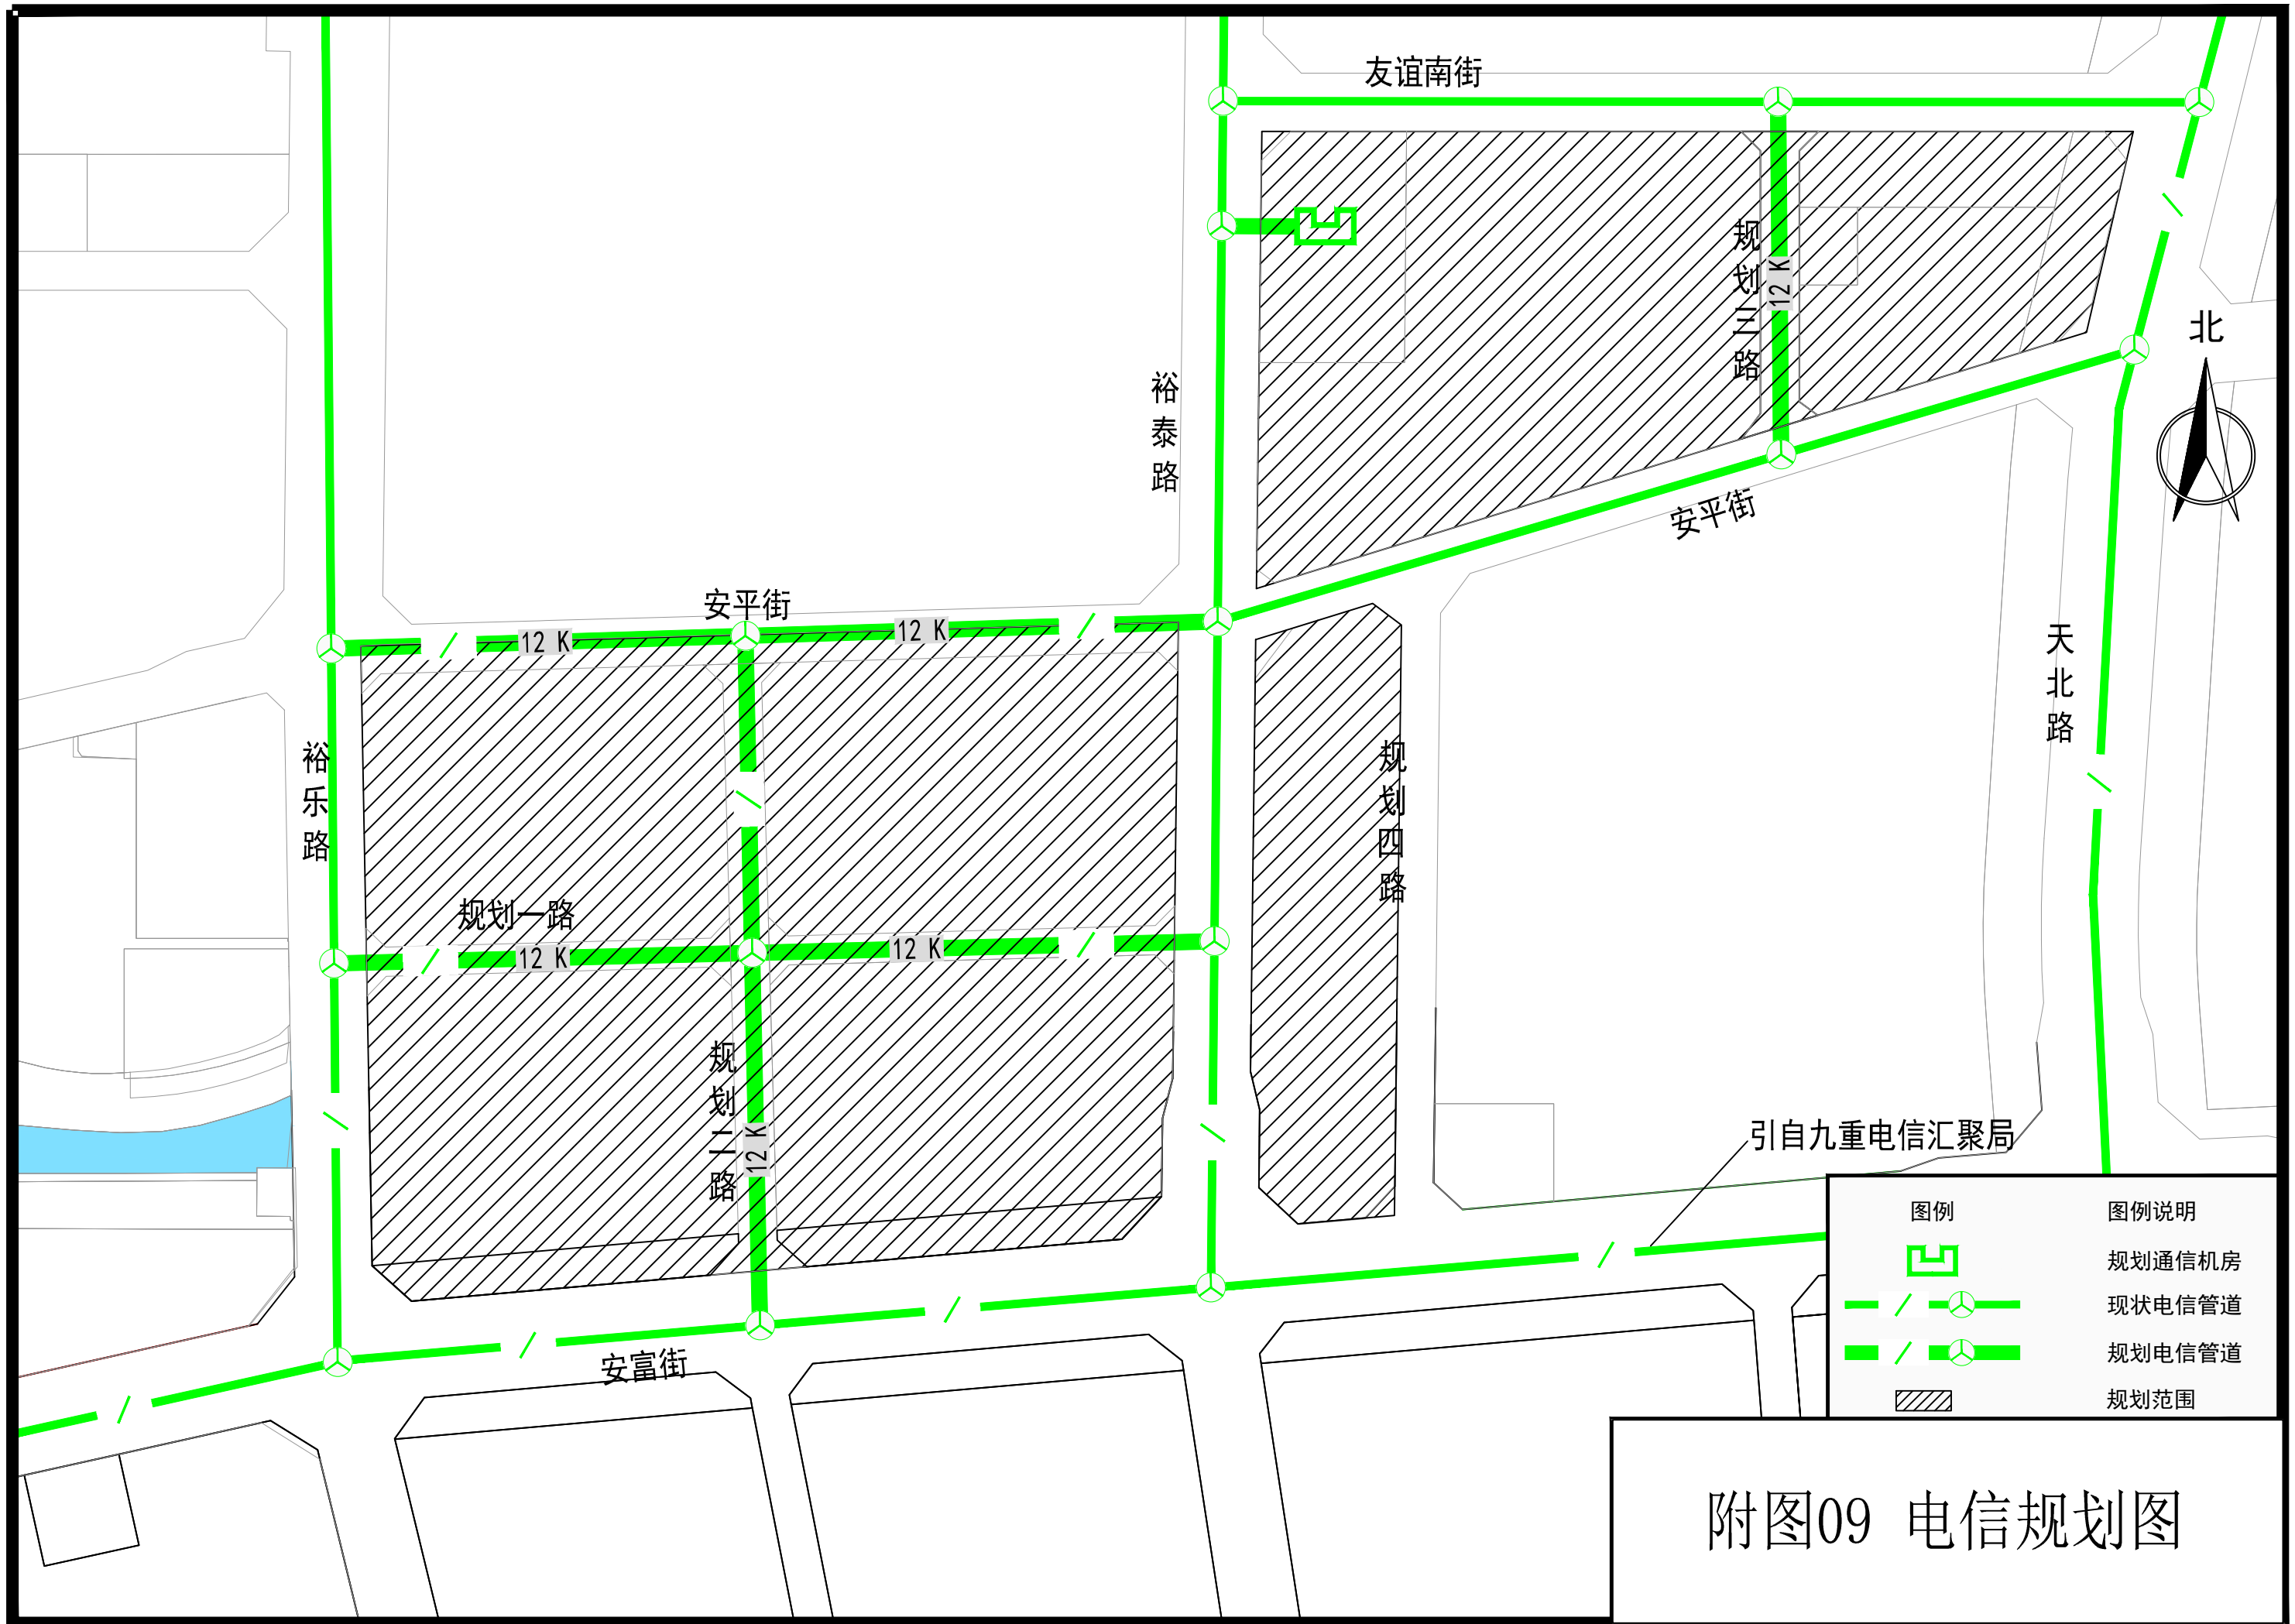 友谊南街
规划三路
12 K
北
裕泰路
安平街
安平街
12 K
12 K
天北路
裕乐路
规划四路
规划一路
12 K
12 K
规划二路
12 K
引自九重电信汇聚局
安富街
图例 图例说明
规划通信机房
现状电信管道
规划电信管道
规划范围
附图09 电信规划图